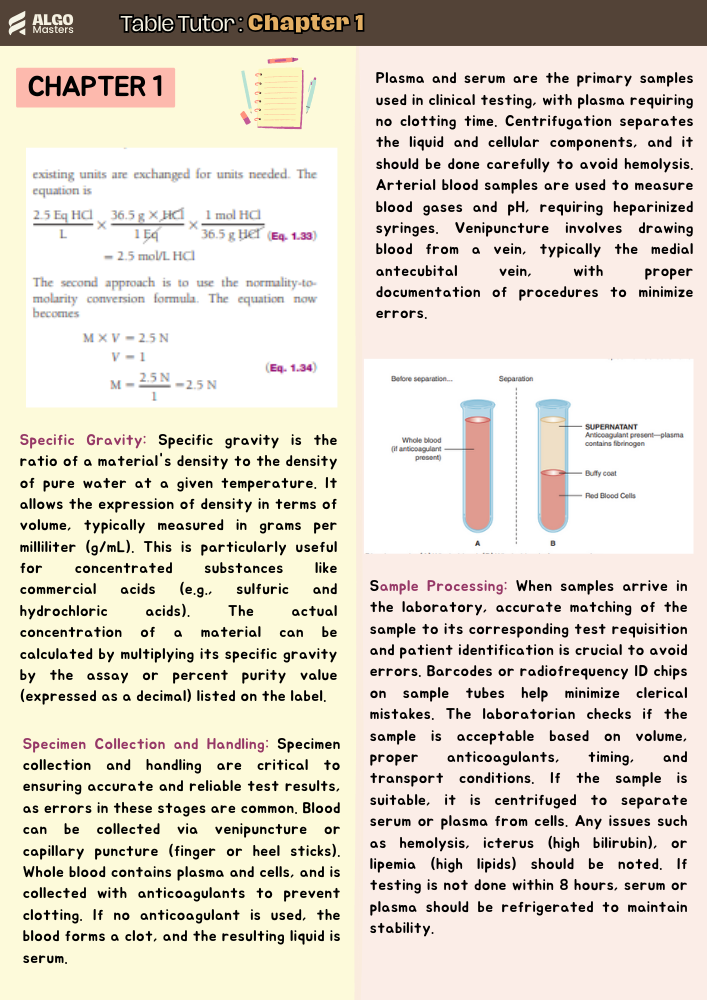 ALGO
Masters
Table Tutor : Chapter 1
CHAPTER 1
existing units are exchanged for units needed. The
equation is
2.5 Eq HCl / L × 36.5 g × HCl / 1 Eq × 1 mol HCl / 36.5 g HCl (Eq. 1.33)
= 2.5 mol/L HCl
The second approach is to use the normality-to-
molarity conversion formula. The equation now
becomes
M × V = 2.5 N
V = 1
(Eq. 1.34)
M = 2.5 N / 1 = 2.5 N
Specific Gravity: Specific gravity is the
ratio of a material's density to the density
of pure water at a given temperature. It
allows the expression of density in terms of
volume, typically measured in grams per
milliliter (g/mL). This is particularly useful
for concentrated substances like
commercial acids (e.g., sulfuric and
hydrochloric acids). The actual
concentration of a material can be
calculated by multiplying its specific gravity
by the assay or percent purity value
(expressed as a decimal) listed on the label.
Specimen Collection and Handling: Specimen
collection and handling are critical to
ensuring accurate and reliable test results,
as errors in these stages are common. Blood
can be collected via venipuncture or
capillary puncture (finger or heel sticks).
Whole blood contains plasma and cells, and is
collected with anticoagulants to prevent
clotting. If no anticoagulant is used, the
blood forms a clot, and the resulting liquid is
serum.
Plasma and serum are the primary samples
used in clinical testing, with plasma requiring
no clotting time. Centrifugation separates
the liquid and cellular components, and it
should be done carefully to avoid hemolysis.
Arterial blood samples are used to measure
blood gases and pH, requiring heparinized
syringes. Venipuncture involves drawing
blood from a vein, typically the medial
antecubital vein, with proper
documentation of procedures to minimize
errors.
Before separation...
Separation
Whole blood
(if anticoagulant
present)
SUPERNATANT
Anticoagulant present—plasma
contains fibrinogen
Buffy coat
Red Blood Cells
A
B
Sample Processing: When samples arrive in
the laboratory, accurate matching of the
sample to its corresponding test requisition
and patient identification is crucial to avoid
errors. Barcodes or radiofrequency ID chips
on sample tubes help minimize clerical
mistakes. The laboratorian checks if the
sample is acceptable based on volume,
proper anticoagulants, timing, and
transport conditions. If the sample is
suitable, it is centrifuged to separate
serum or plasma from cells. Any issues such
as hemolysis, icterus (high bilirubin), or
lipemia (high lipids) should be noted. If
testing is not done within 8 hours, serum or
plasma should be refrigerated to maintain
stability.